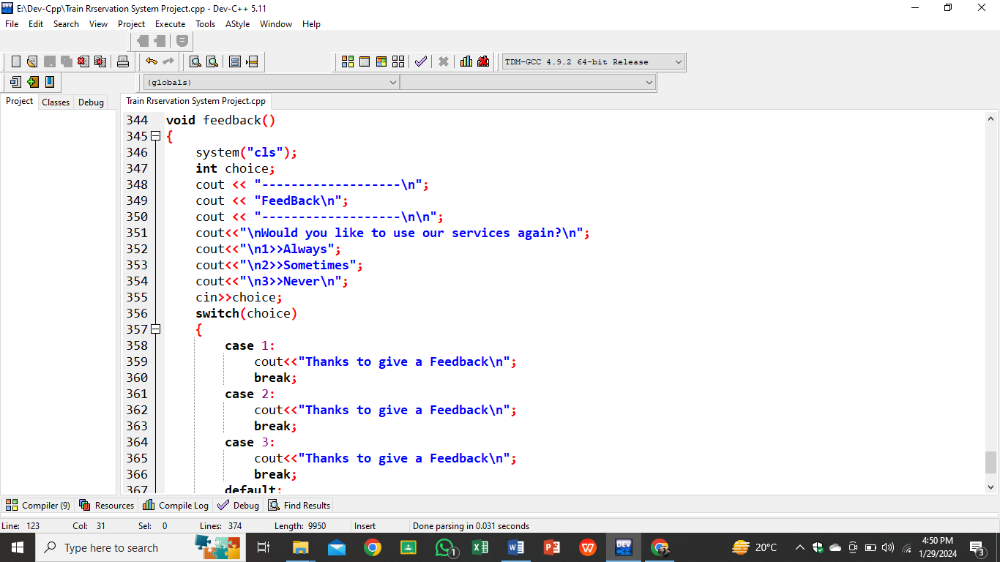 E:\Dev-Cpp\Train Rrservation System Project.cpp - Dev-C++ 5.11
File Edit Search View Project Execute Tools AStyle Window Help
TDM-GCC 4.9.2 64-bit Release
(globals)
Project Classes Debug
Train Rrservation System Project.cpp
344 void feedback()
345 {
346 system("cls");
347 int choice;
348 cout << "-------------------\n";
349 cout << "FeedBack\n";
350 cout << "-------------------\n\n";
351 cout<<"\nWould you like to use our services again?\n";
352 cout<<"\n1>>Always";
353 cout<<"\n2>>Sometimes";
354 cout<<"\n3>>Never\n";
355 cin>>choice;
356 switch(choice)
357 {
358 case 1:
359 cout<<"Thanks to give a Feedback\n";
360 break;
361 case 2:
362 cout<<"Thanks to give a Feedback\n";
363 break;
364 case 3:
365 cout<<"Thanks to give a Feedback\n";
366 break;
367 default:
Compiler (9) Resources Compile Log Debug Find Results
Line: 123 Col: 31 Sel: 0 Lines: 374 Length: 9950 Insert Done parsing in 0.031 seconds
Type here to search
1
DEV
20°C
4:50 PM
1/29/2024
3